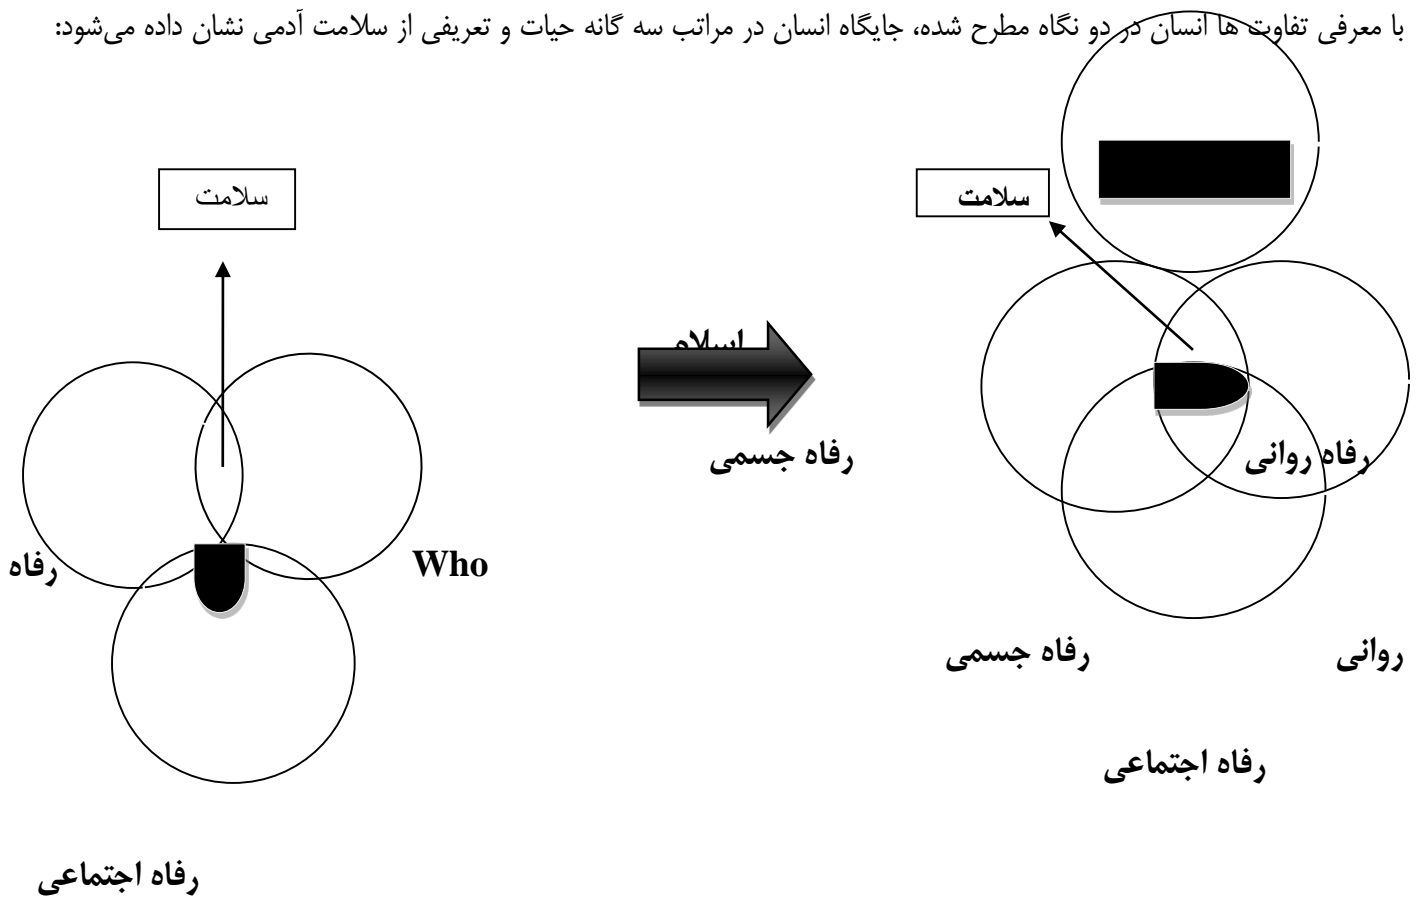 با معرفی تفاوت ها انسان در دو نگاه مطرح شده، جایگاه انسان در مراتب سه گانه حیات و تعریفی از سلامت آدمی نشان داده می‌شود:
سلامت
سلامت
اسلام
رفاه روانی
رفاه جسمی
Who
رفاه
روانی
رفاه جسمی
رفاه اجتماعی
رفاه اجتماعی